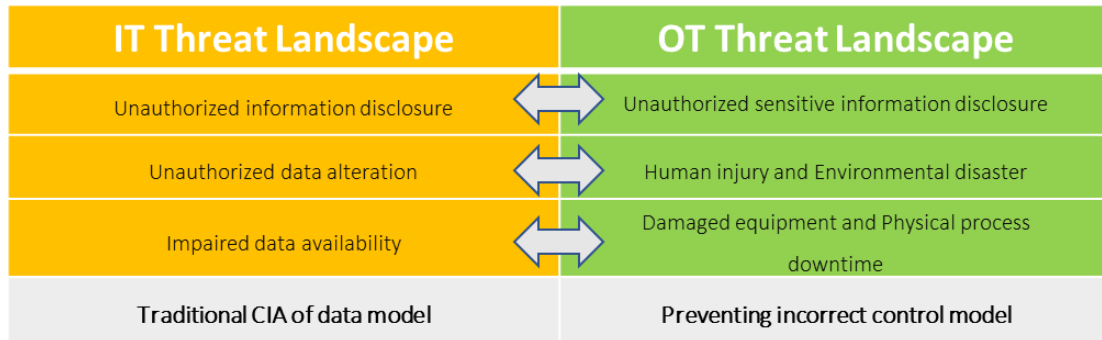 IT Threat Landscape
OT Threat Landscape
Unauthorized information disclosure
Unauthorized sensitive information disclosure
Unauthorized data alteration
Human injury and Environmental disaster
Impaired data availability
Damaged equipment and Physical process
downtime
Traditional CIA of data model
Preventing incorrect control model